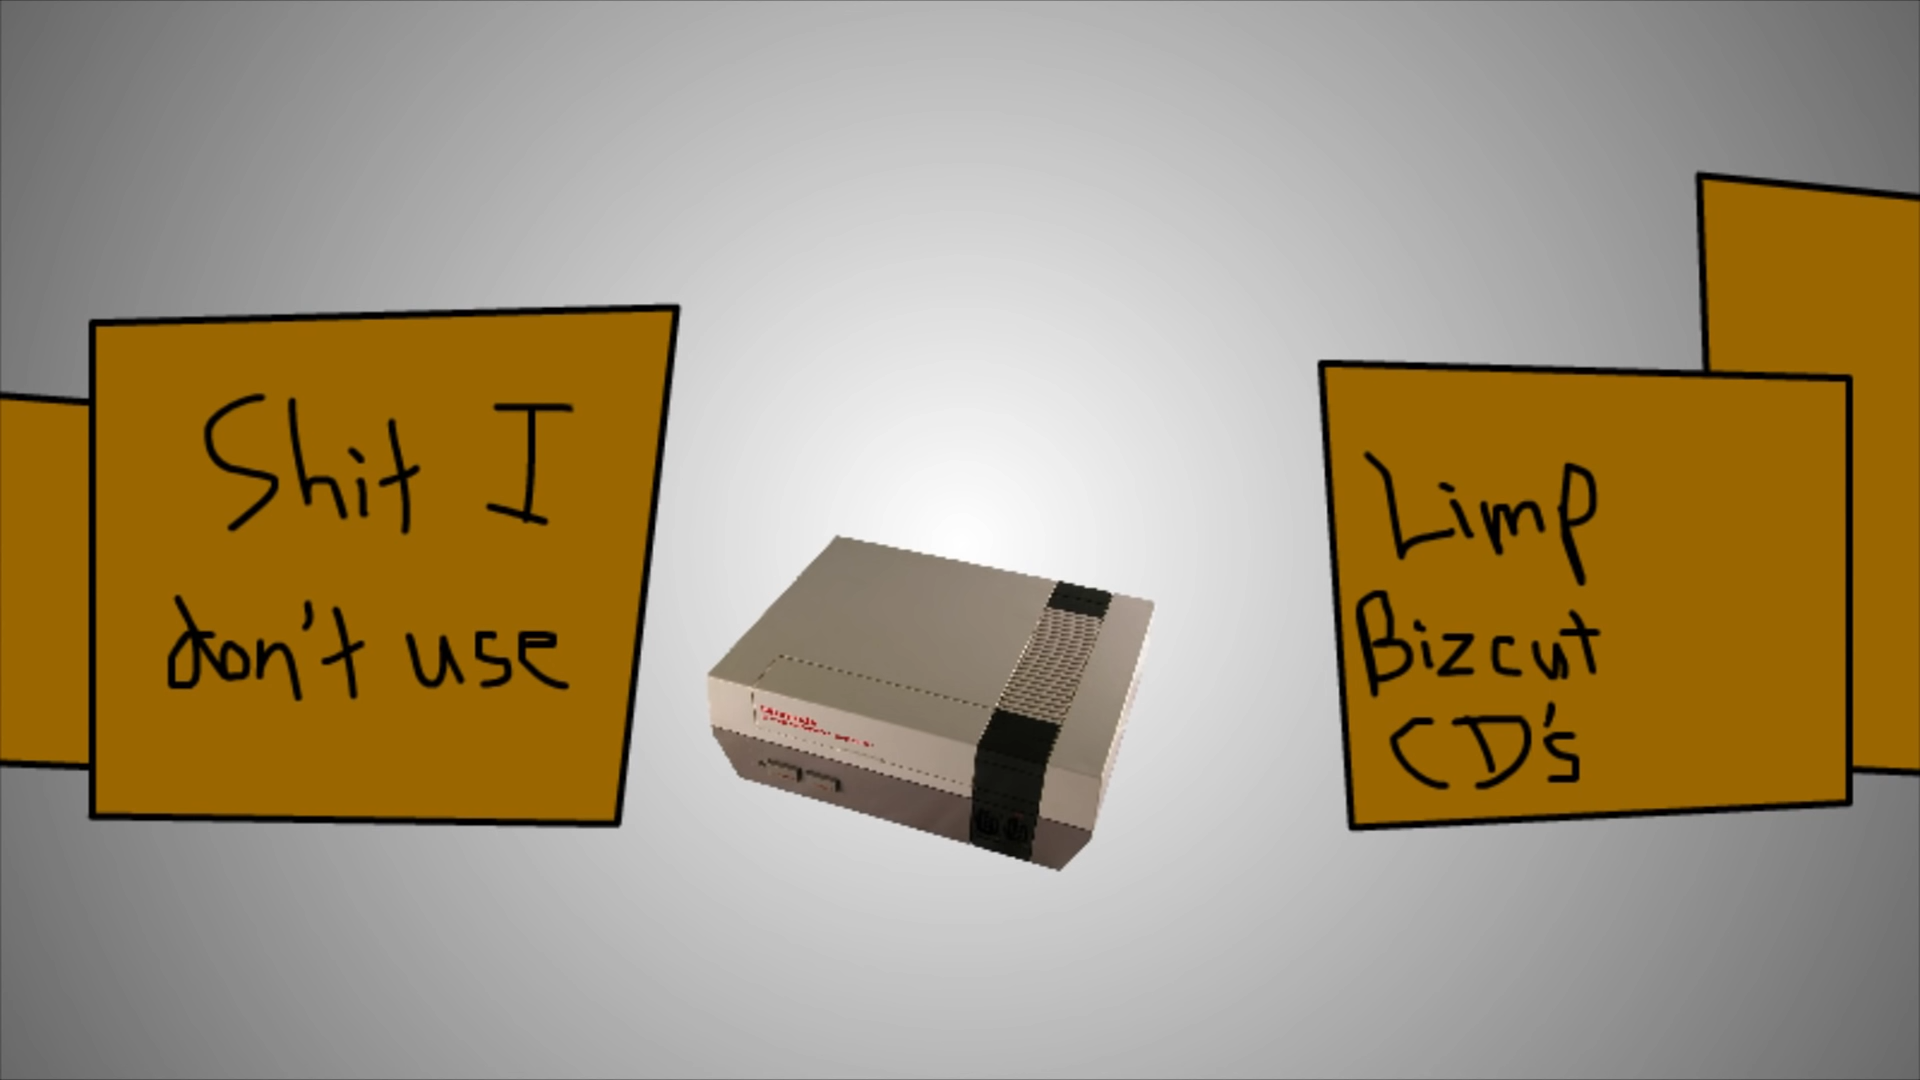 Shit I
don't use
Limp
Bizcut
CD's